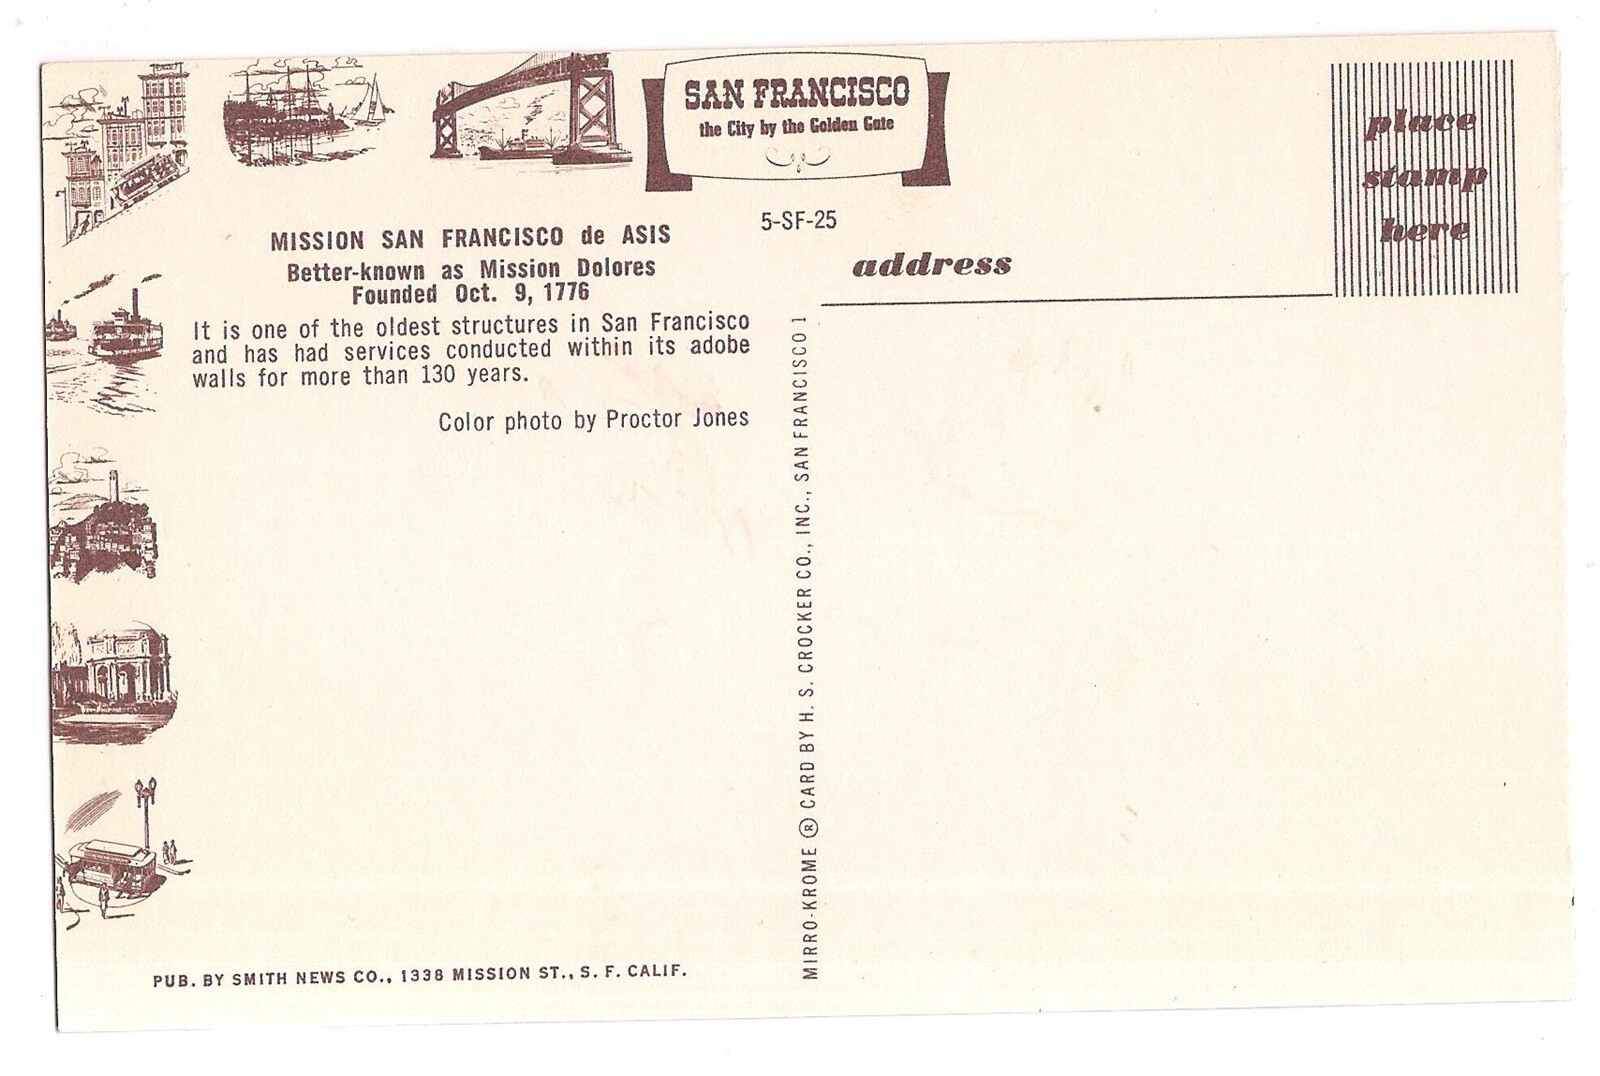 SAN FRANCISCO
the City by the Golden Gate
5-SF-25
place
stamp
here
address
MISSION SAN FRANCISCO de ASIS
Better-known as Mission Dolores
Founded Oct. 9, 1776
It is one of the oldest structures in San Francisco
and has had services conducted within its adobe
walls for more than 130 years.
Color photo by Proctor Jones
MIRRO-KROME ® CARD BY H. S. CROCKER CO., INC., SAN FRANCISCO 1
PUB. BY SMITH NEWS CO., 1338 MISSION ST., S. F. CALIF.